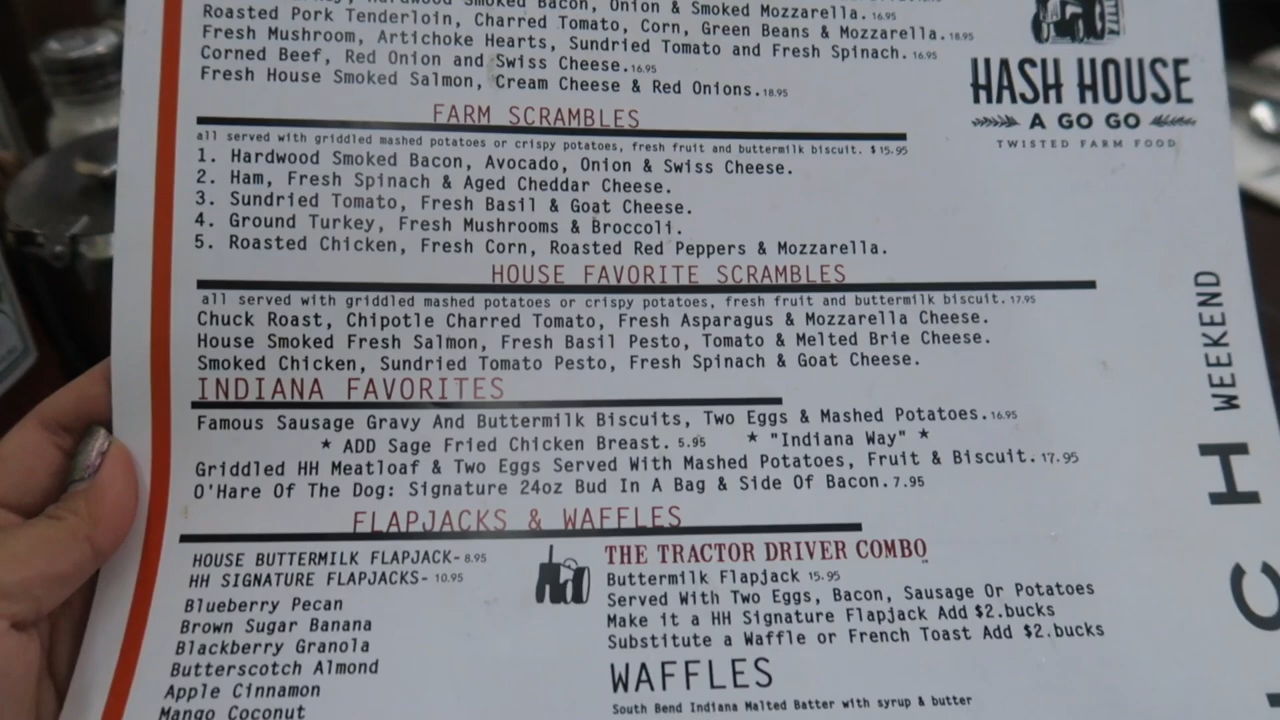 Smoked Bacon, Onion & Smoked Mozzarella. 16.95
Roasted Pork Tenderloin, Charred Tomato, Corn, Green Beans & Mozzarella. 18.95
Fresh Mushroom, Artichoke Hearts, Sundried Tomato and Fresh Spinach. 16.95
Corned Beef, Red Onion and Swiss Cheese. 16.95
Fresh House Smoked Salmon, Cream Cheese & Red Onions. 18.95
HASH HOUSE
A GO GO
TWISTED FARM FOOD
FARM SCRAMBLES
all served with griddled mashed potatoes or crispy potatoes, fresh fruit and buttermilk biscuit. $15.95
1. Hardwood Smoked Bacon, Avocado, Onion & Swiss Cheese.
2. Ham, Fresh Spinach & Aged Cheddar Cheese.
3. Sundried Tomato, Fresh Basil & Goat Cheese.
4. Ground Turkey, Fresh Mushrooms & Broccoli.
5. Roasted Chicken, Fresh Corn, Roasted Red Peppers & Mozzarella.
HOUSE FAVORITE SCRAMBLES
all served with griddled mashed potatoes or crispy potatoes, fresh fruit and buttermilk biscuit. 17.95
Chuck Roast, Chipotle Charred Tomato, Fresh Asparagus & Mozzarella Cheese.
House Smoked Fresh Salmon, Fresh Basil Pesto, Tomato & Melted Brie Cheese.
Smoked Chicken, Sundried Tomato Pesto, Fresh Spinach & Goat Cheese.
INDIANA FAVORITES
Famous Sausage Gravy And Buttermilk Biscuits, Two Eggs & Mashed Potatoes. 16.95
* ADD Sage Fried Chicken Breast. 5.95 * "Indiana Way" *
Griddled HH Meatloaf & Two Eggs Served With Mashed Potatoes, Fruit & Biscuit. 17.95
O'Hare Of The Dog: Signature 24oz Bud In A Bag & Side Of Bacon. 7.95
FLAPJACKS & WAFFLES
HOUSE BUTTERMILK FLAPJACK- 8.95
HH SIGNATURE FLAPJACKS- 10.95
Blueberry Pecan
Brown Sugar Banana
Blackberry Granola
Butterscotch Almond
Apple Cinnamon
Mango Coconut
THE TRACTOR DRIVER COMBO
Buttermilk Flapjack 15.95
Served With Two Eggs, Bacon, Sausage Or Potatoes
Make it a HH Signature Flapjack Add $2.bucks
Substitute a Waffle or French Toast Add $2.bucks
WAFFLES
South Bend Indiana Malted Batter with syrup & butter
WEEKEND
C H